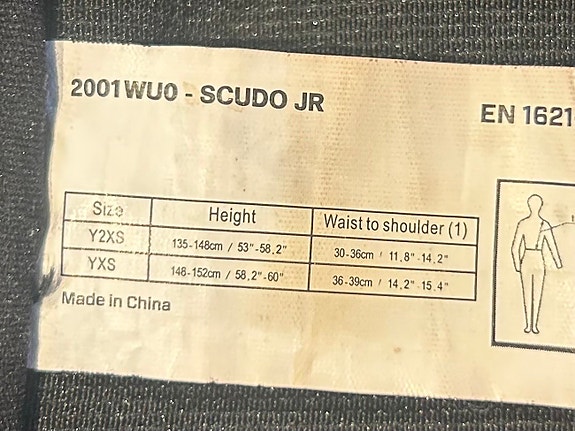 2001WU0 - SCUDO JR
EN 1621-
Size Height Waist to shoulder (1)
Y2XS 135-148cm / 53"-58,2" 30-36cm / 11,8"-14,2"
YXS 148-152cm / 58,2"-60" 36-39cm / 14,2"-15,4"
Made in China